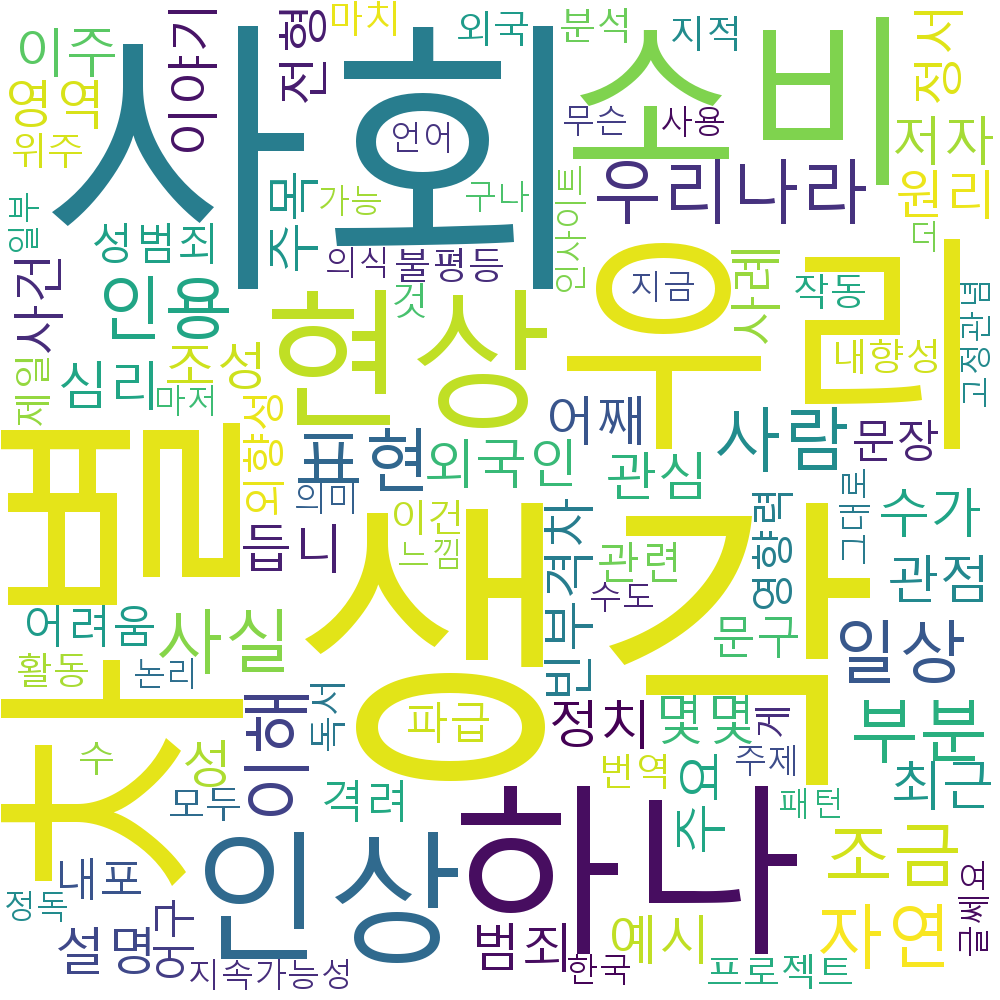 이주
이야기
전형
마치
외국
분석
지적
정서
영역
위주
사회
언어
소비
무슨
사용
저자
원리
우리나라
일부
성범죄
주목
가능
구나
인사이트
더
사건
인용
의식
불평등
것
지금
사례
작동
고정관념
현상
우리
제일
심리
조성
마저
내향성
외향성
어째
사람
문장
책
표현
외국인
관심
의미
이건
느낌
듭니
생각
빈부격차
관련
수도
영향력
그대로
수가
관점
어려움
사실
문구
일상
활동
논리
독서
이해
파급
정치
몇몇
게
부분
초
수
성
모두
격려
번역
주요
주제
패턴
최근
인상
하나
조금
내포
정독
설명
어구
지속가능성
범죄
한국
예시
프로젝트
자연
글쎄요